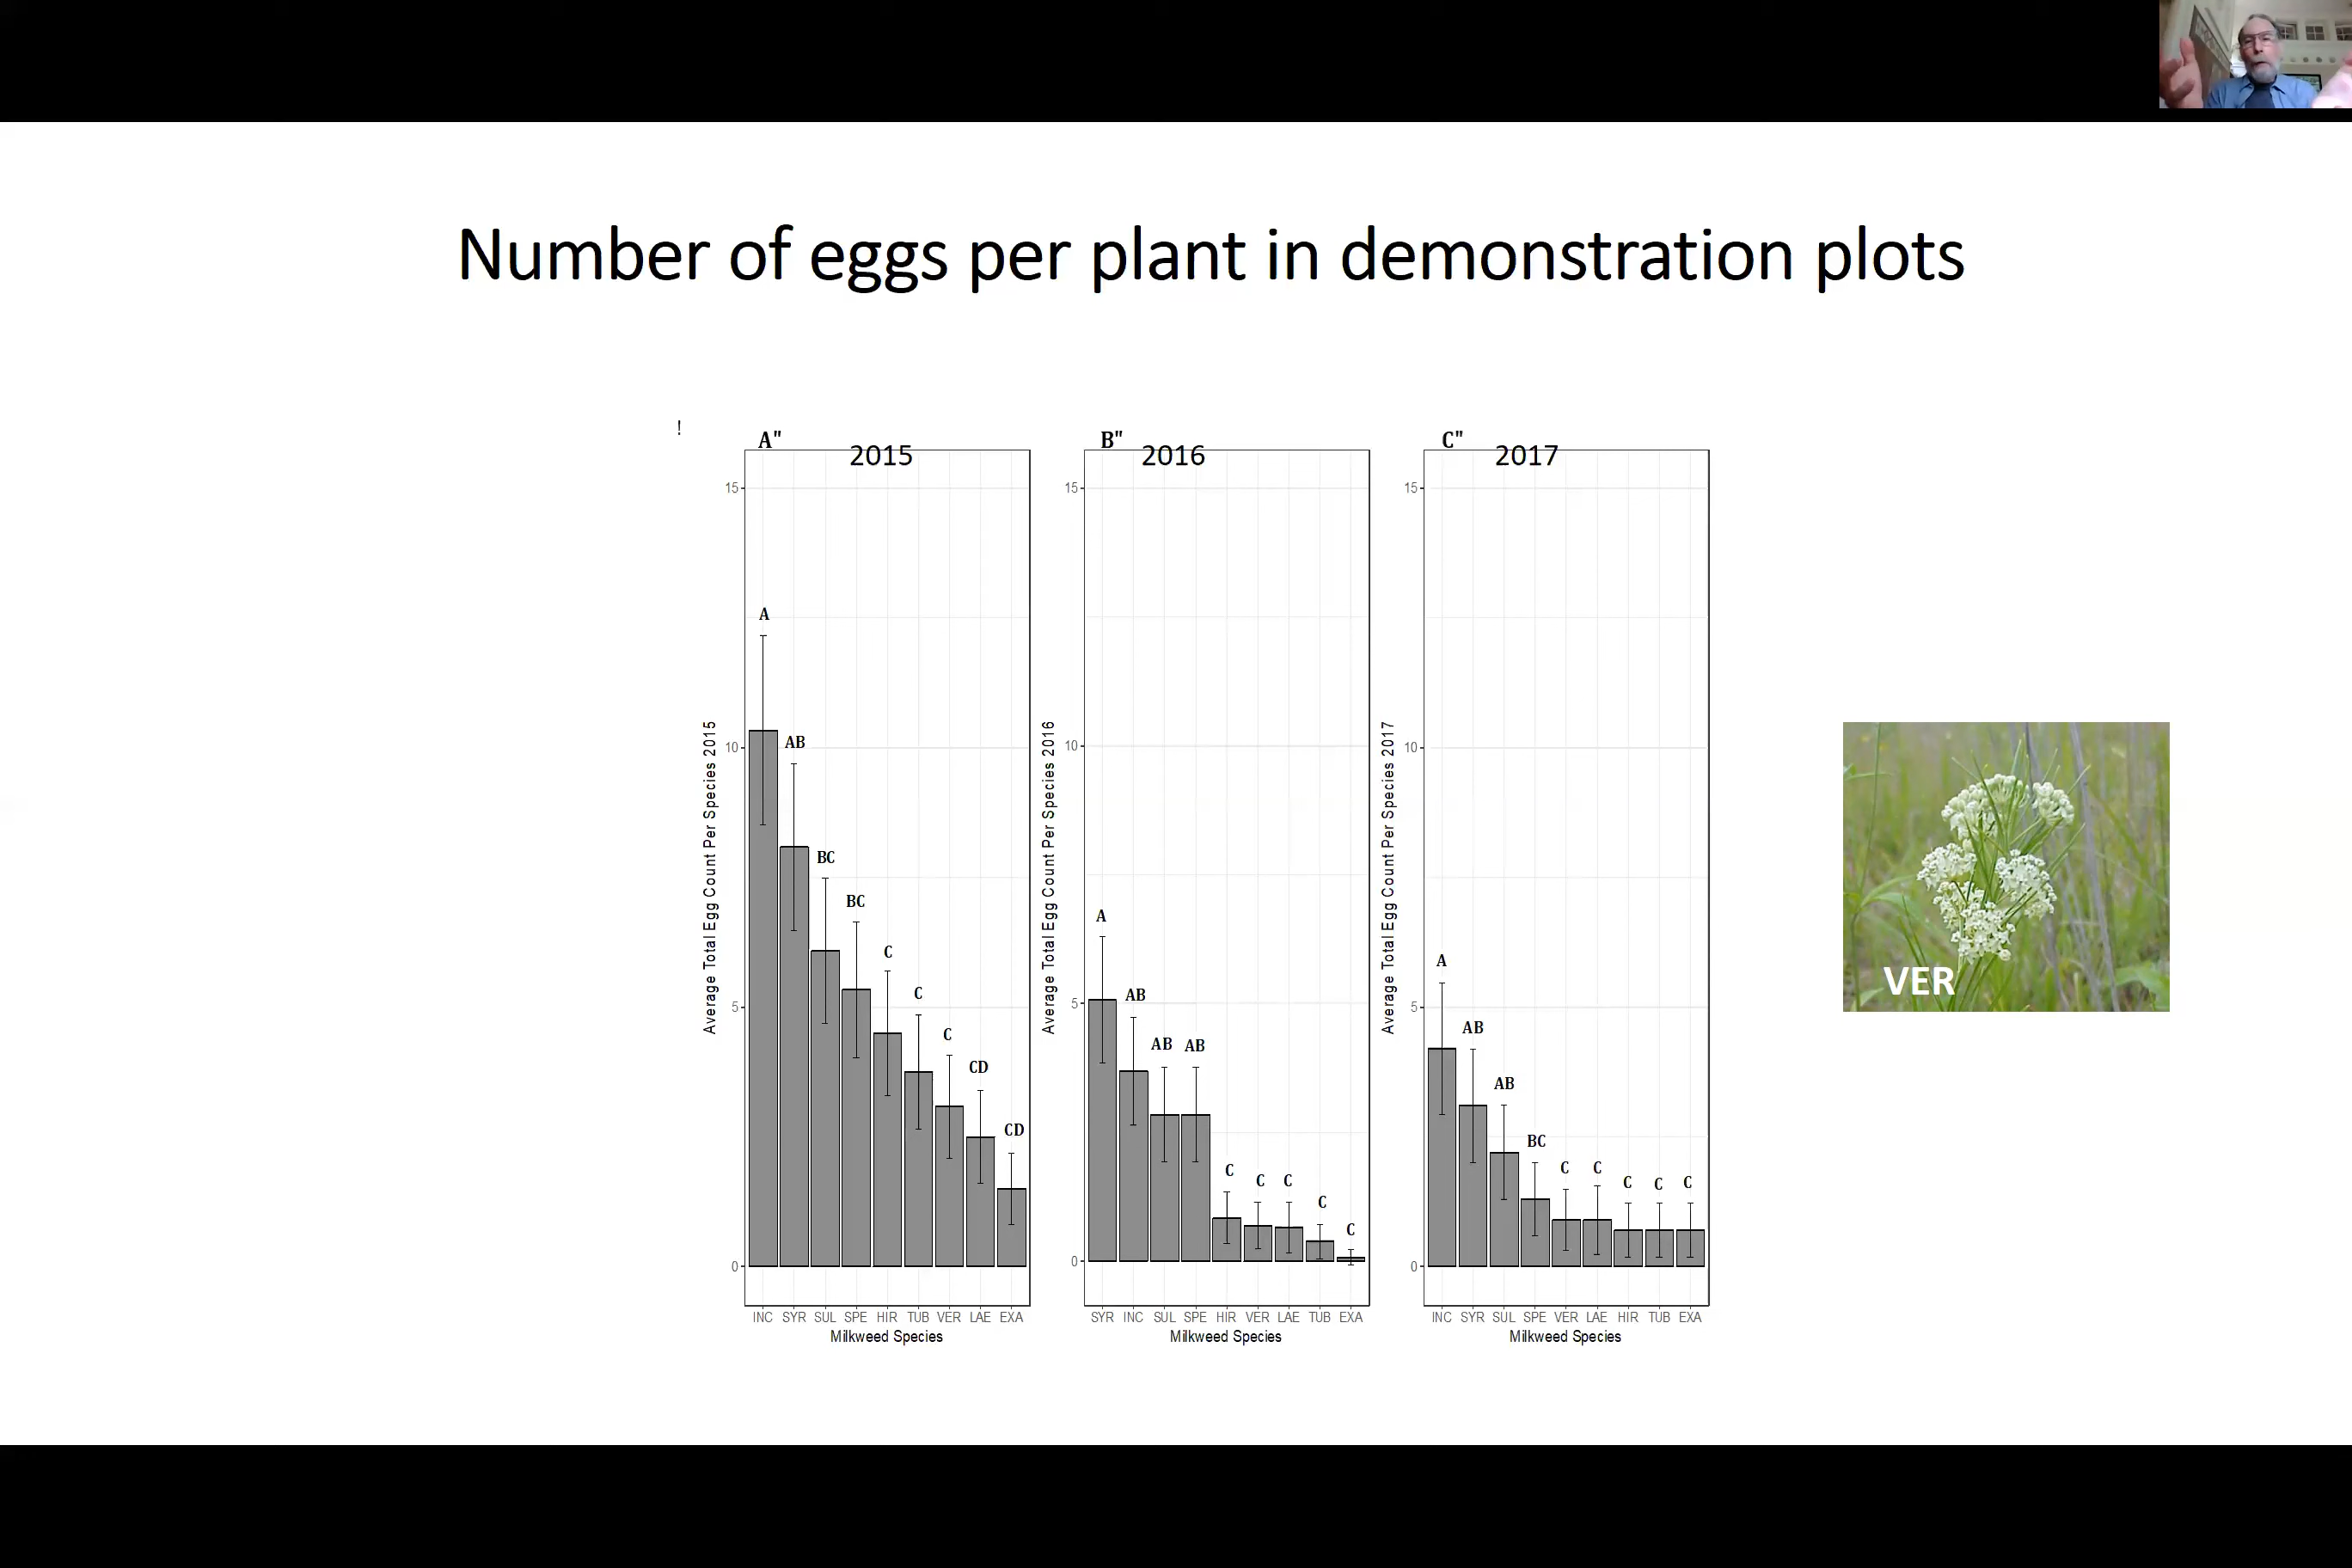 Number of eggs per plant in demonstration plots
!
A"
2015
Average Total Egg Count Per Species 2015
15
10
5
0
A
AB
BC
BC
C
C
C
CD
CD
INC SYR SUL SPE HIR TUB VER LAE EXA
Milkweed Species
B"
2016
Average Total Egg Count Per Species 2016
15
10
5
0
A
AB
AB
AB
C
C
C
C
C
SYR INC SUL SPE HIR VER LAE TUB EXA
Milkweed Species
C"
2017
Average Total Egg Count Per Species 2017
15
10
5
0
A
AB
AB
BC
C
C
C
C
C
INC SYR SUL SPE VER LAE HIR TUB EXA
Milkweed Species
VER